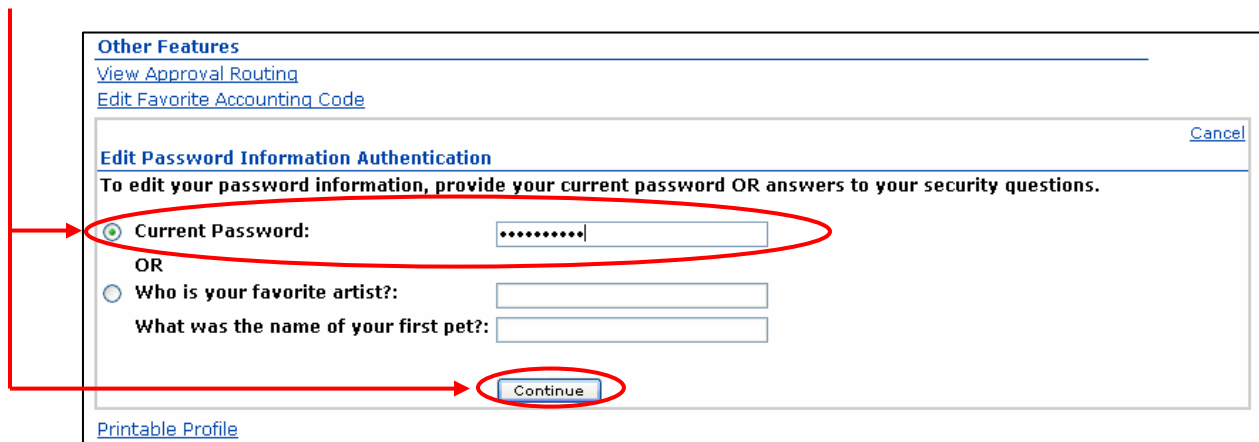 Other Features
View Approval Routing
Edit Favorite Accounting Code
Cancel
Edit Password Information Authentication
To edit your password information, provide your current password OR answers to your security questions.
Current Password: ••••••••••
OR
Who is your favorite artist?:
What was the name of your first pet?:
Continue
Printable Profile